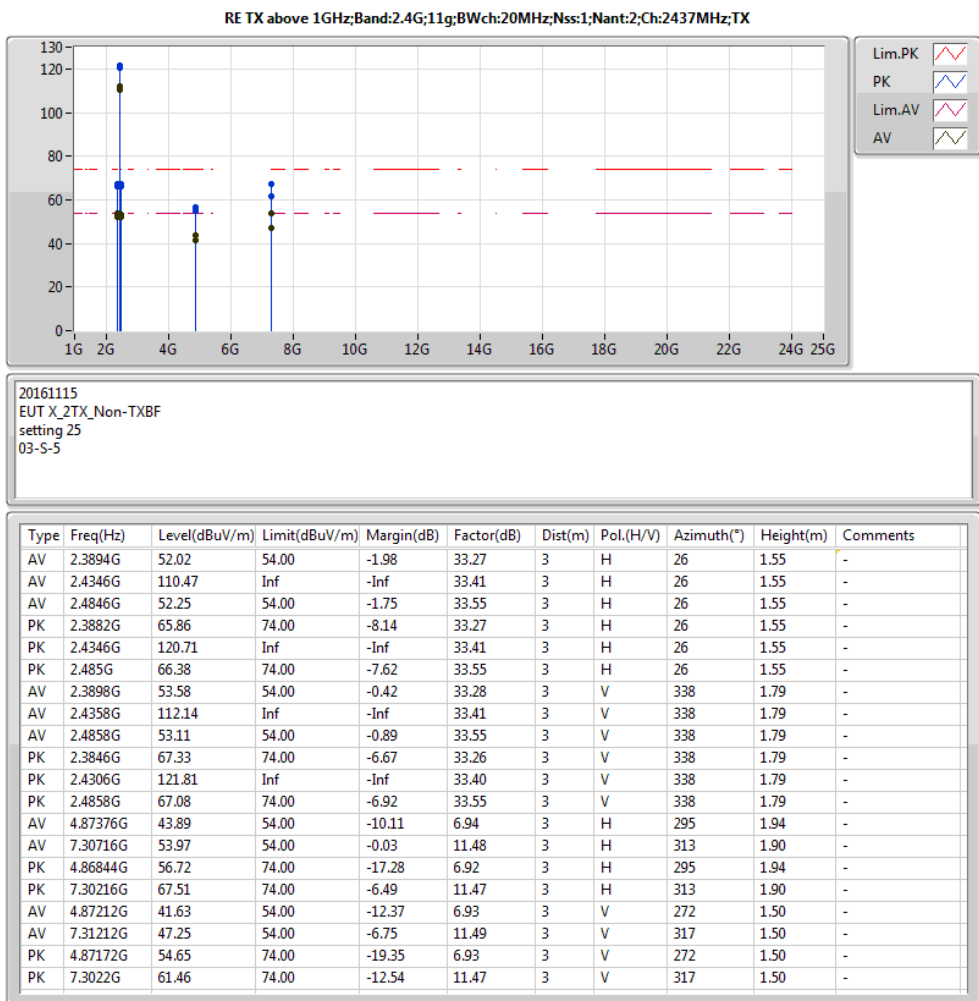 RE TX above 1GHz;Band:2.4G;11g;BWch:20MHz;Nss:1;Nant:2;Ch:2437MHz;TX
130
120
100
80
60
40
20
0
1G 2G 4G 6G 8G 10G 12G 14G 16G 18G 20G 22G 24G 25G
Lim.PK
PK
Lim.AV
AV
20161115
EUT X_2TX_Non-TXBF
setting 25
03-S-5
Type Freq(Hz) Level(dBuV/m) Limit(dBuV/m) Margin(dB) Factor(dB) Dist(m) Pol.(H/V) Azimuth(°) Height(m) Comments
AV 2.3894G 52.02 54.00 -1.98 33.27 3 H 26 1.55 -
AV 2.4346G 110.47 Inf -Inf 33.41 3 H 26 1.55 -
AV 2.4846G 52.25 54.00 -1.75 33.55 3 H 26 1.55 -
PK 2.3882G 65.86 74.00 -8.14 33.27 3 H 26 1.55 -
PK 2.4346G 120.71 Inf -Inf 33.41 3 H 26 1.55 -
PK 2.485G 66.38 74.00 -7.62 33.55 3 H 26 1.55 -
AV 2.3898G 53.58 54.00 -0.42 33.28 3 V 338 1.79 -
AV 2.4358G 112.14 Inf -Inf 33.41 3 V 338 1.79 -
AV 2.4858G 53.11 54.00 -0.89 33.55 3 V 338 1.79 -
PK 2.3846G 67.33 74.00 -6.67 33.26 3 V 338 1.79 -
PK 2.4306G 121.81 Inf -Inf 33.40 3 V 338 1.79 -
PK 2.4858G 67.08 74.00 -6.92 33.55 3 V 338 1.79 -
AV 4.87376G 43.89 54.00 -10.11 6.94 3 H 295 1.94 -
AV 7.30716G 53.97 54.00 -0.03 11.48 3 H 313 1.90 -
PK 4.86844G 56.72 74.00 -17.28 6.92 3 H 295 1.94 -
PK 7.30216G 67.51 74.00 -6.49 11.47 3 H 313 1.90 -
AV 4.87212G 41.63 54.00 -12.37 6.93 3 V 272 1.50 -
AV 7.31212G 47.25 54.00 -6.75 11.49 3 V 317 1.50 -
PK 4.87172G 54.65 74.00 -19.35 6.93 3 V 272 1.50 -
PK 7.3022G 61.46 74.00 -12.54 11.47 3 V 317 1.50 -